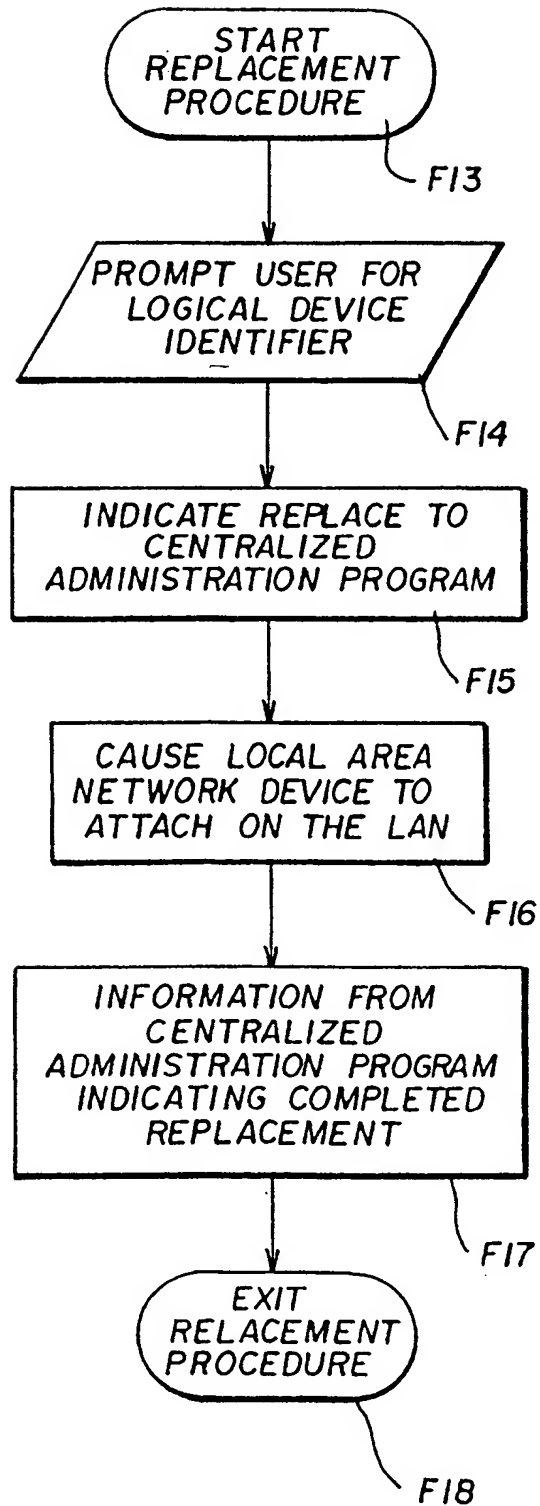 START
REPLACEMENT
PROCEDURE
F13
PROMPT USER FOR
LOGICAL DEVICE
IDENTIFIER
F14
INDICATE REPLACE TO
CENTRALIZED
ADMINISTRATION PROGRAM
F15
CAUSE LOCAL AREA
NETWORK DEVICE TO
ATTACH ON THE LAN
F16
INFORMATION FROM
CENTRALIZED
ADMINISTRATION PROGRAM
INDICATING COMPLETED
REPLACEMENT
F17
EXIT
RELACEMENT
PROCEDURE
F18